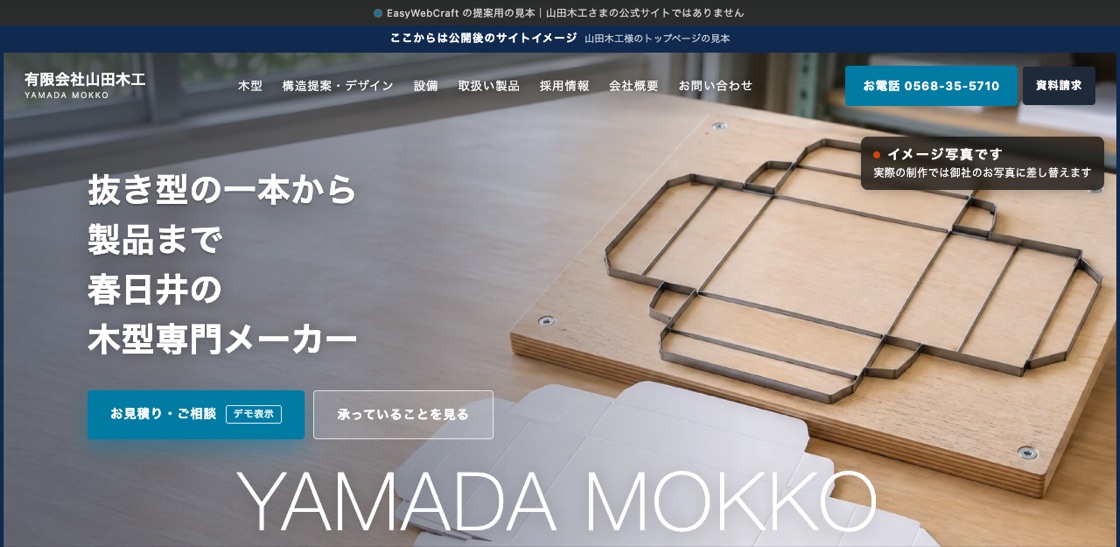 EasyWebCraft の提案用の見本｜山田木工さまの公式サイトではありません
ここからは公開後のサイトイメージ 山田木工様のトップページの見本
有限会社山田木工
YAMADA MOKKO
木型 構造提案・デザイン 設備 取扱い製品 採用情報 会社概要 お問い合わせ
お電話 0568-35-5710
資料請求
イメージ写真です
実際の制作では御社のお写真に差し替えます
抜き型の一本から
製品まで
春日井の
木型専門メーカー
お見積り・ご相談 デモ表示
承っていることを見る
YAMADA MOKKO